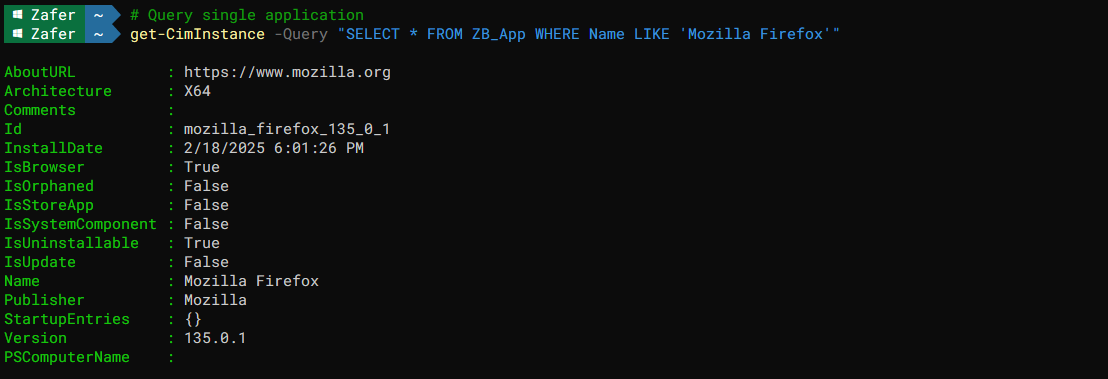 Zafer ~ # Query single application
Zafer ~ get-CimInstance -Query "SELECT * FROM ZB_App WHERE Name LIKE 'Mozilla Firefox'"
AboutURL : https://www.mozilla.org
Architecture : X64
Comments :
Id : mozilla_firefox_135_0_1
InstallDate : 2/18/2025 6:01:26 PM
IsBrowser : True
IsOrphaned : False
IsStoreApp : False
IsSystemComponent : False
IsUninstallable : True
IsUpdate : False
Name : Mozilla Firefox
Publisher : Mozilla
StartupEntries : {}
Version : 135.0.1
PSComputerName :